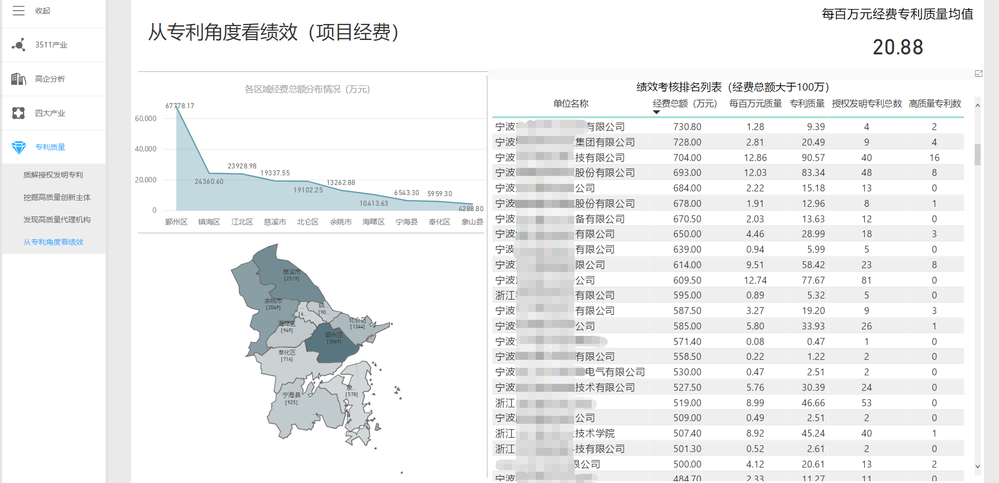 收起
3511产业
高企分析
四大产业
专利质量
质解授权发明专利
挖掘高质量创新主体
发现高质量代理机构
从专利角度看绩效
从专利角度看绩效（项目经费）
每百万元经费专利质量均值
20.88
各区域经费总额分布情况（万元）
67778.17
60,000
40,000
20,000
0
24360.60
23928.98
19337.55
19102.25
13262.88
10413.63
6543.30
5959.30
4288.80
鄞州区 镇海区 江北区 慈溪市 北仑区 余姚市 海曙区 宁海县 奉化区 象山县
慈溪市
[2519]
余姚市
[2049]
...
[6...
镇...
[90...
海曙区
[949]
北仑区
[1344]
鄞州区
[3069]
奉化区
[716]
象...
[578]
宁海县
[925]
绩效考核排名列表（经费总额大于100万）
单位名称 经费总额（万元） 每百万元质量 专利质量 授权发明专利总数 高质量专利数
宁波 有限公司 730.80 1.28 9.39 4 2
宁波 集团有限公司 728.00 2.81 20.49 9 4
宁波 技有限公司 704.00 12.86 90.57 40 16
宁波 股份有限公司 693.00 12.03 83.34 48 8
宁波 公司 684.00 2.22 15.18 13 0
宁波 股份有限公司 678.00 1.91 12.96 8 1
宁波 备有限公司 670.50 2.03 13.63 12 0
宁波 有限公司 650.00 4.46 28.99 18 3
宁波 有限公司 639.00 0.94 5.99 5 0
宁波 限公司 614.00 9.51 58.42 23 8
宁波 公司 609.50 12.74 77.67 81 0
浙江 有限公司 595.00 0.89 5.32 5 0
宁波 有限公司 587.50 3.27 19.20 9 3
宁波 公司 585.00 5.80 33.93 26 1
宁波 571.40 0.08 0.47 1 0
宁波 有限公司 558.50 0.22 1.22 2 0
宁波 电气有限公司 530.00 0.47 2.51 2 0
宁波 技术有限公司 527.50 5.76 30.39 24 0
浙江 519.00 8.99 46.66 53 0
宁波 公司 509.00 0.49 2.51 2 0
浙江 技术学院 507.40 8.92 45.24 40 1
浙江 技有限公司 501.30 0.52 2.61 2 0
限公司 500.00 4.12 20.61 13 2
宁波 484.70 2.33 11.27 11 0